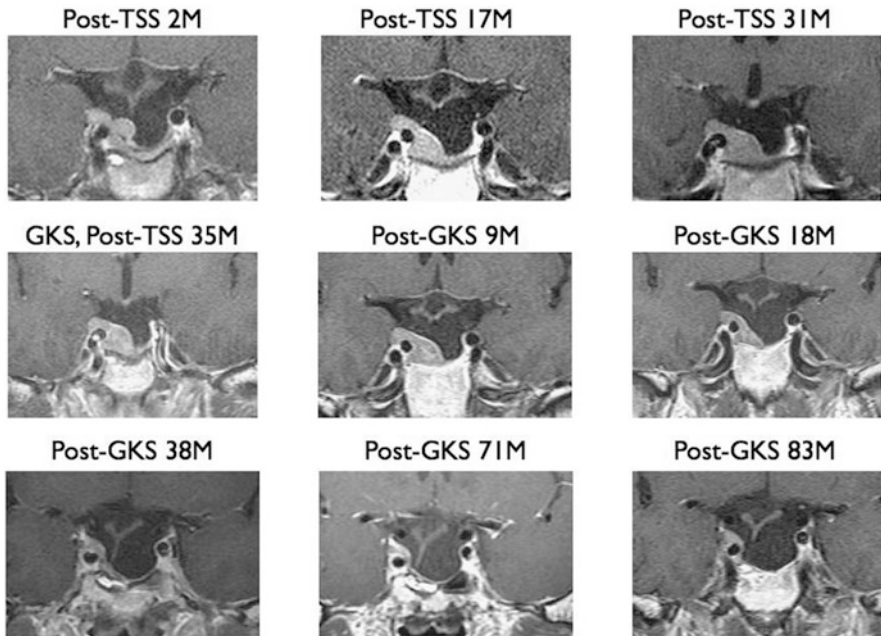 Post-TSS 2M
Post-TSS 17M
Post-TSS 31M
GKS, Post-TSS 35M
Post-GKS 9M
Post-GKS 18M
Post-GKS 38M
Post-GKS 71M
Post-GKS 83M